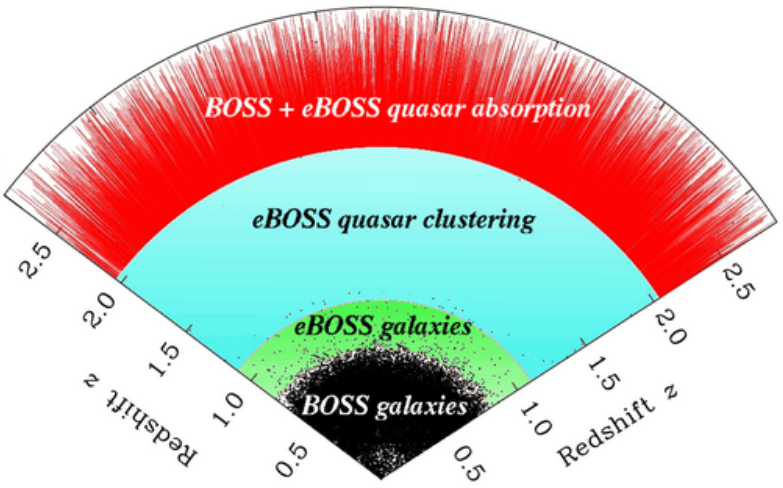 BOSS + eBOSS quasar absorption
eBOSS quasar clustering
eBOSS galaxies
BOSS galaxies
2.5
2.0
1.5
1.0
0.5
Redshift z
2.5
2.0
1.5
1.0
0.5
Redshift z